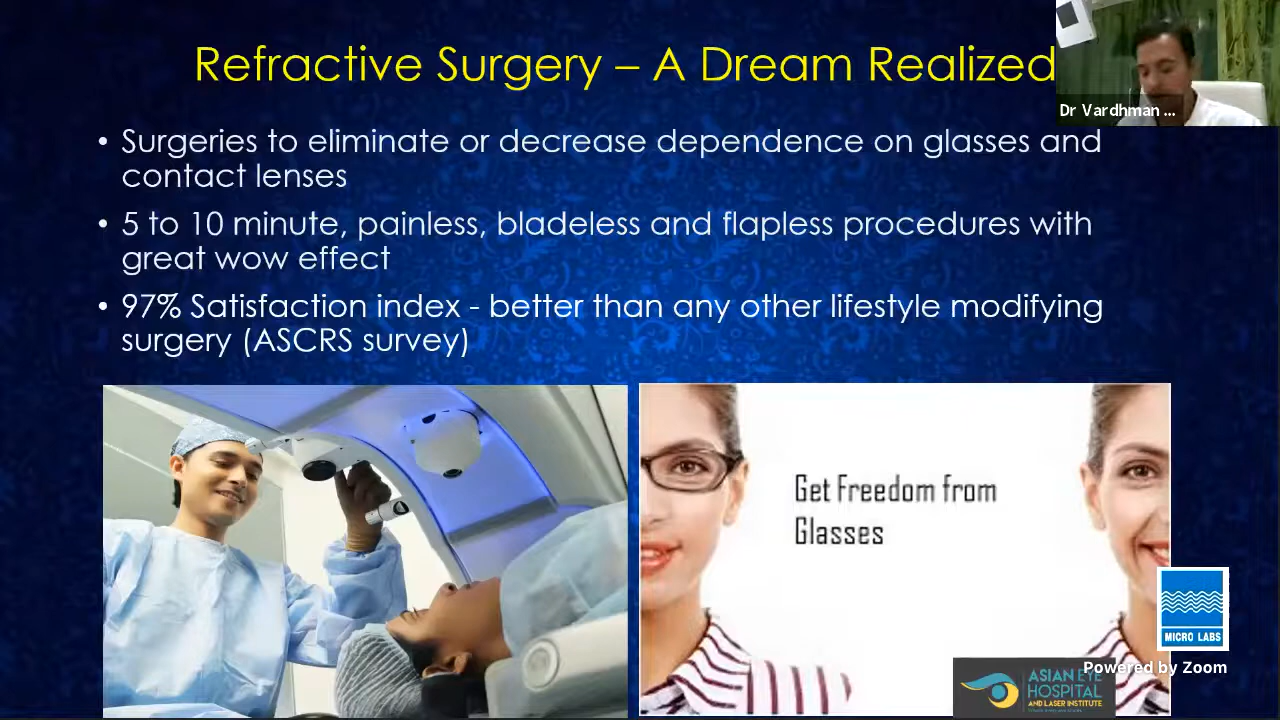 Refractive Surgery – A Dream Realized
Dr Vardhman ...
• Surgeries to eliminate or decrease dependence on glasses and
contact lenses
• 5 to 10 minute, painless, bladeless and flapless procedures with
great wow effect
• 97% Satisfaction index - better than any other lifestyle modifying
surgery (ASCRS survey)
Get Freedom from
Glasses
MICRO LABS
Powered by Zoom
ASIAN EYE
HOSPITAL
AND LASER INSTITUTE